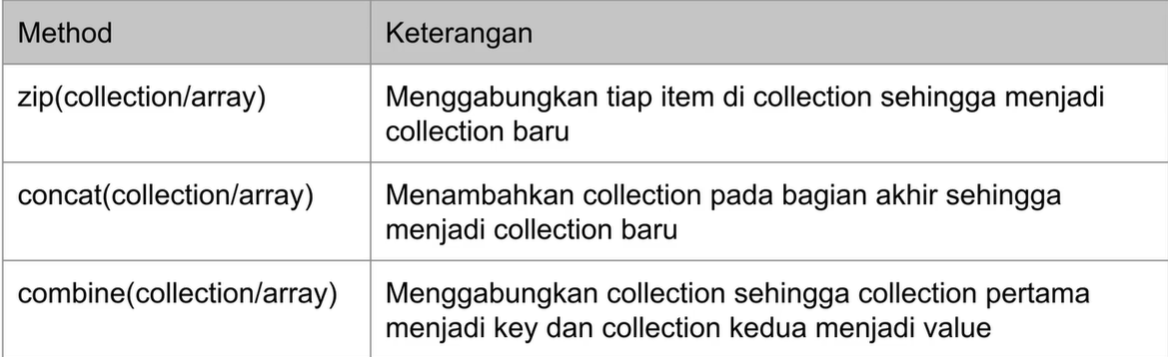 Method
Keterangan
zip(collection/array)
Menggabungkan tiap item di collection sehingga menjadi
collection baru
concat(collection/array)
Menambahkan collection pada bagian akhir sehingga
menjadi collection baru
combine(collection/array)
Menggabungkan collection sehingga collection pertama
menjadi key dan collection kedua menjadi value